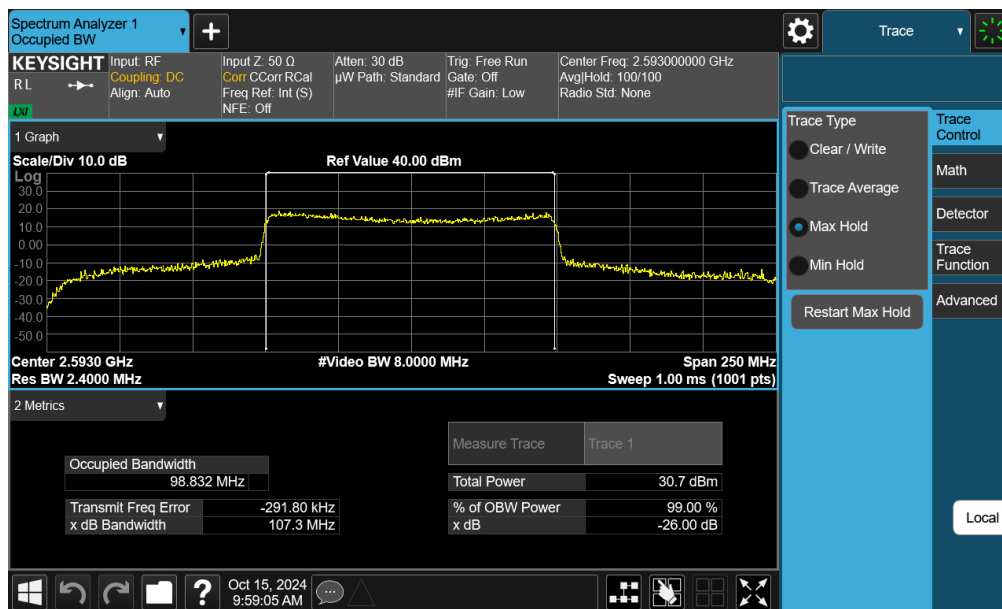 Spectrum Analyzer 1
Occupied BW
Trace
KEYSIGHT
RL
LXI
Input: RF
Coupling: DC
Align: Auto
Input Z: 50 Ω
Corr CCorr RCal
Freq Ref: Int (S)
NFE: Off
Atten: 30 dB
µW Path: Standard
Trig: Free Run
Gate: Off
#IF Gain: Low
Center Freq: 2.593000000 GHz
Avg|Hold: 100/100
Radio Std: None
1 Graph
Scale/Div 10.0 dB
Ref Value 40.00 dBm
Log
30.0
20.0
10.0
0.00
-10.0
-20.0
-30.0
-40.0
-50.0
Center 2.5930 GHz
#Video BW 8.0000 MHz
Span 250 MHz
Res BW 2.4000 MHz
Sweep 1.00 ms (1001 pts)
2 Metrics
Measure Trace
Trace 1
Occupied Bandwidth
98.832 MHz
Total Power
30.7 dBm
Transmit Freq Error
-291.80 kHz
% of OBW Power
99.00 %
x dB Bandwidth
107.3 MHz
x dB
-26.00 dB
Oct 15, 2024
9:59:05 AM
Trace Type
Clear / Write
Trace Average
Max Hold
Min Hold
Restart Max Hold
Trace
Control
Math
Detector
Trace
Function
Advanced
Local